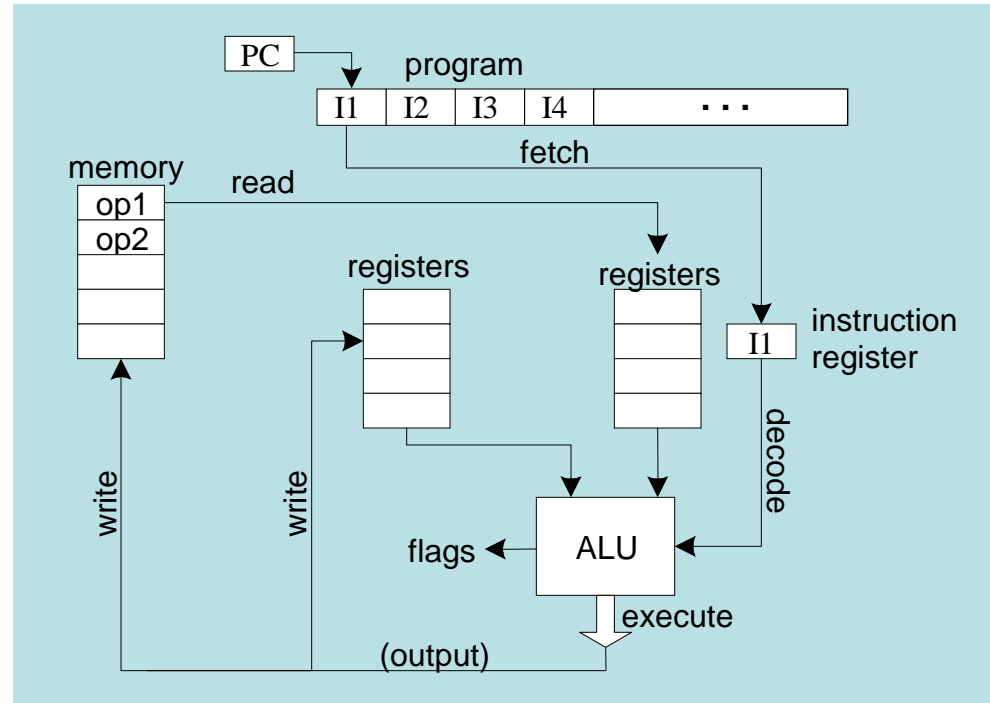 PC
program
I1 I2 I3 I4 . . .
fetch
memory
read
op1
op2
registers
registers
instruction
register
I1
decode
write
write
flags
ALU
execute
(output)